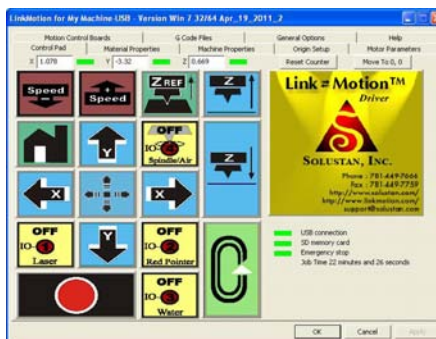 LinkMotion for My Machine-USB - Version Win 7 32/64 Apr_19_2011_2
Motion Control Boards G Code Files General Options Help
Control Pad Material Properties Machine Properties Origin Setup Motor Parameters
X 1.078 Y -3.32 Z 0.669 Reset Counter Move To 0, 0
Speed Speed Z REF Z
Y OFF IO-4 Spindle/Air
X X Z
OFF IO-1 Laser Y OFF IO-2 Red Pointer
OFF IO-3 Water
Link = Motion™
Driver
SOLUSTAN, INC.
Phone : 781-449-7666
Fax : 781-449-7759
http://www.solustan.com/
http://www.linkmotion.com/
support@solustan.com
USB connection
SD memory card
Emergency stop
Job Time 22 minutes and 26 seconds
OK Cancel Apply